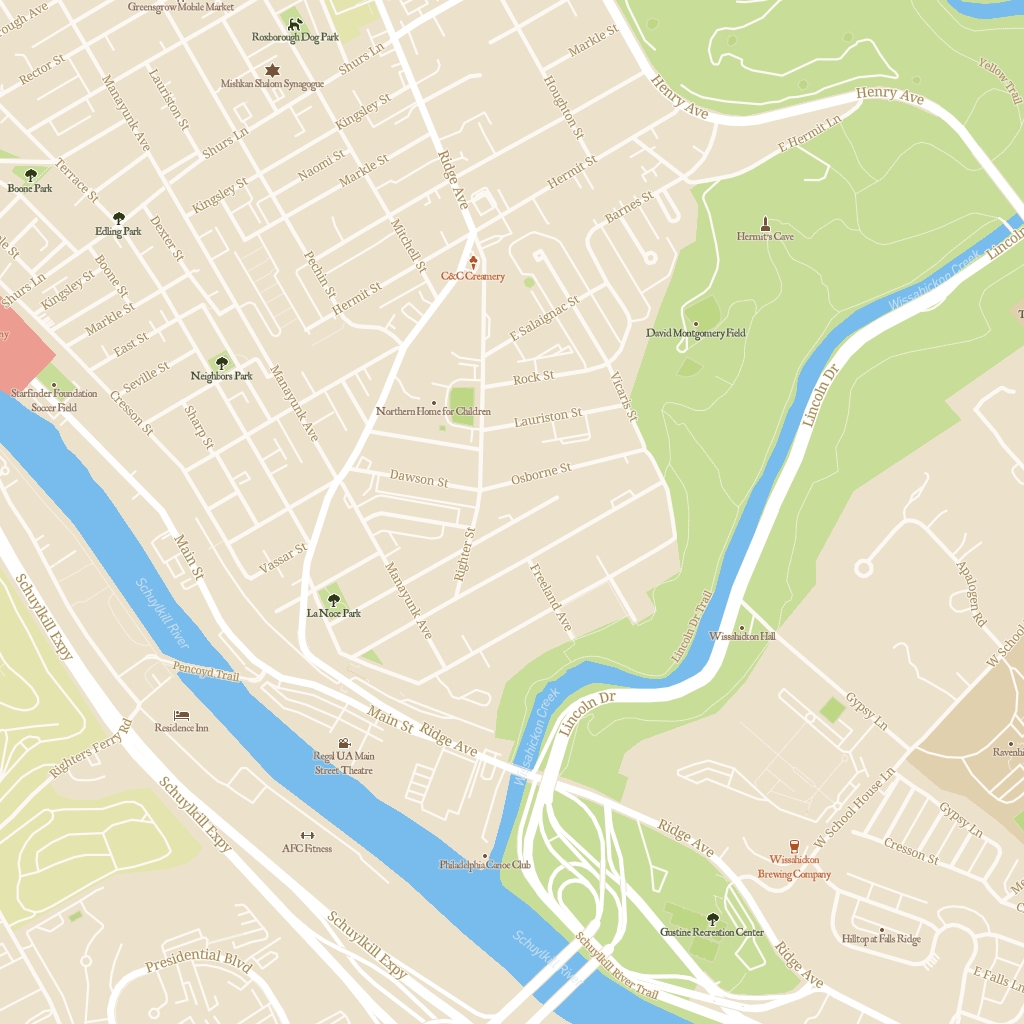 Greensgrow Mobile Market
ough Ave
Roxborough Dog Park
Markle St
Shurs Ln
Rector St
Mishkan Shalom Synagogue
Yellow Trail
Manayunk Ave
Lauriston St
Kingsley St
Houghton St
Henry Ave
Henry Ave
Shurs Ln
E Hermit Ln
Naomi St
Markle St
Ridge Ave
Hermit St
Terrace St
Boone Park
Kingsley St
Barnes St
Edling Park
Dexter St
Mitchell St
Hermit's Cave
Lincoln
C&C Creamery
Wissahickon Creek
Boone St
Pechin St
Shurs Ln
Kingsley St
Hermit St
Markle St
E Salaignac St
David Montgomery Field
ny
East St
Neighbors Park
Seville St
Manayunk Ave
Rock St
Vicaris St
Lincoln Dr
Starfinder Foundation
Soccer Field
Cresson St
Sharp St
Northern Home for Children
Lauriston St
Dawson St
Osborne St
Main St
Vassar St
Righter St
Manayunk Ave
Freeland Ave
Apalogen Rd
Schuylkill Expy
Schuylkill River
La Noce Park
Lincoln Dr Trail
Wissahickon Hall
W School
Pencoyd Trail
Wissahickon Creek
Lincoln Dr
Gypsy Ln
Residence Inn
Main St
Ridge Ave
Righters Ferry Rd
Regal UA Main
Street Theatre
W School House Ln
Gypsy Ln
Schuylkill Expy
AFC Fitness
Ridge Ave
Cresson St
Philadelphia Canoe Club
Wissahickon
Brewing Company
Schuylkill Expy
Gustine Recreation Center
Hilltop at Falls Ridge
Presidential Blvd
Schuylkill River
Schuylkill River Trail
Ridge Ave
E Falls Ln